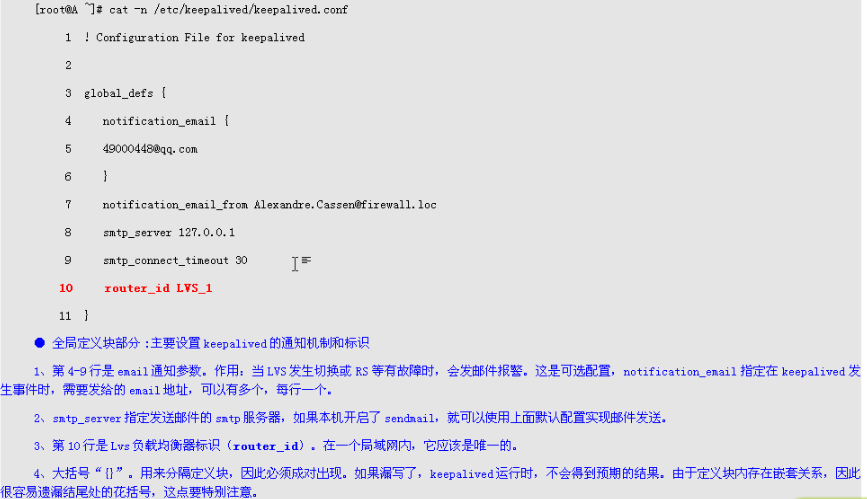 [root@A ~]# cat -n /etc/keepalived/keepalived.conf
1 ! Configuration File for keepalived
2
3 global_defs {
4 notification_email {
5 49000448@qq.com
6 }
7 notification_email_from Alexandre.Cassen@firewall.loc
8 smtp_server 127.0.0.1
9 smtp_connect_timeout 30
10 router_id LVS_1
11 }
● 全局定义块部分:主要设置 keepalived 的通知机制和标识
1、第 4-9 行是 email 通知参数。作用：当 LVS 发生切换或 RS 等有故障时，会发邮件报警。这是可选配置，notification_email 指定在 keepalived 发
生事件时，需要发给的 email 地址，可以有多个，每行一个。
2、smtp_server 指定发送邮件的 smtp 服务器，如果本机开启了 sendmail，就可以使用上面默认配置实现邮件发送。
3、第 10 行是 Lvs 负载均衡器标识（router_id）。在一个局域网内，它应该是唯一的。
4、大括号“{}”。用来分隔定义块，因此必须成对出现。如果漏写了，keepalived 运行时，不会得到预期的结果。由于定义块内存在嵌套关系，因此
很容易遗漏结尾处的花括号，这点要特别注意。